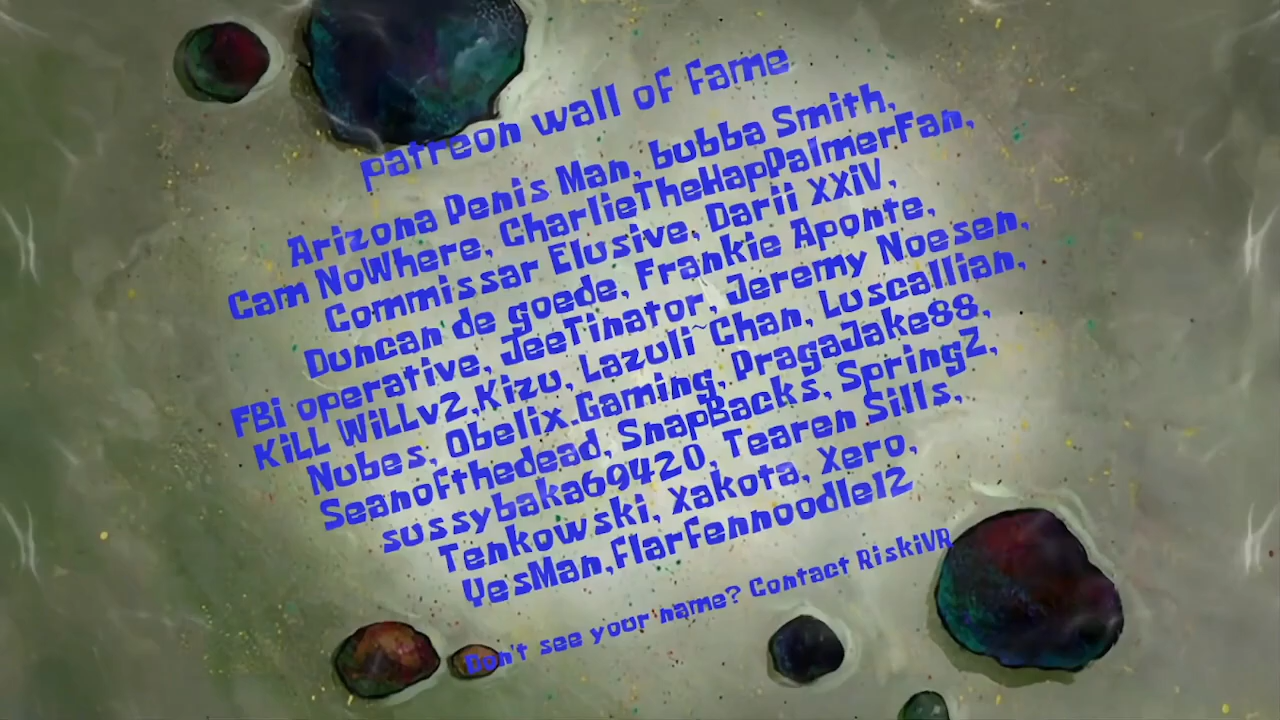 patreon wall of fame
Arizona Penis Man, bubba Smith,
Cam NoWhere, CharlieTheHapPalmerFan,
Commissar Elusive, Darii XXiV,
Duncan de goede, Frankie Aponte,
FBi operative, JeeTinator, Jeremy Noesen,
KiLL WiLLv2,Kizu, Lazuli~Chan, Luscallian,
Nubes, Obelix.Gaming, PragaJake88,
Seanofthedead, SnapBacks, SpringZ,
sussybaka69420, Tearen Sills,
Tenkowski, Xakota, Xero,
YesMan,FlarFennoodle12
Don't see your name? Contact RiskiVR